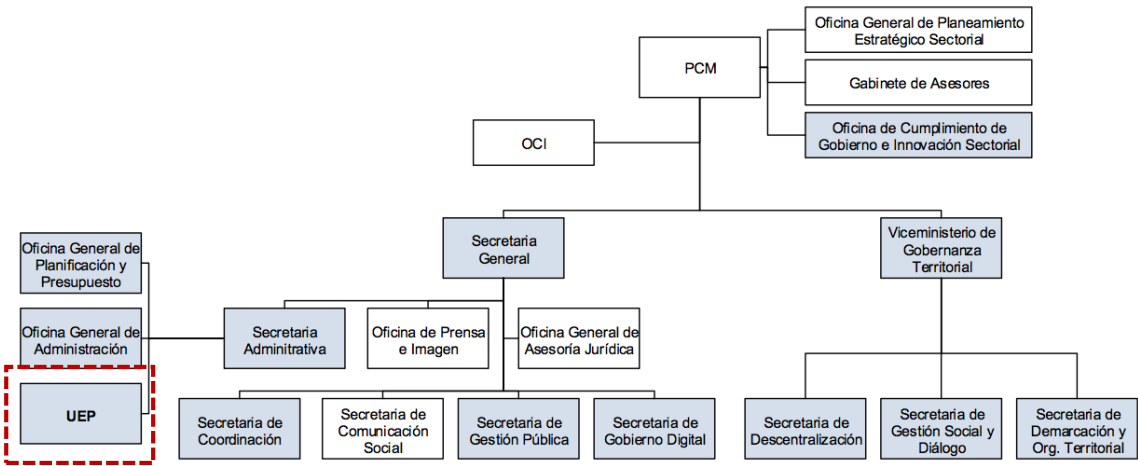 Oficina General de Planeamiento
Estratégico Sectorial
PCM
Gabinete de Asesores
Oficina de Cumplimiento de
Gobierno e Innovación Sectorial
OCI
Secretaria
General
Viceministerio de
Gobernanza
Territorial
Oficina General de
Planificación y
Presupuesto
Oficina General de
Administración
Secretaria
Adminitrativa
Oficina de Prensa
e Imagen
Oficina General de
Asesoría Jurídica
UEP
Secretaria de
Coordinación
Secretaria de
Comunicación
Social
Secretaria de
Gestión Pública
Secretaria de
Gobierno Digital
Secretaria de
Descentralización
Secretaria de
Gestión Social y
Diálogo
Secretaria de
Demarcación y
Org. Territorial